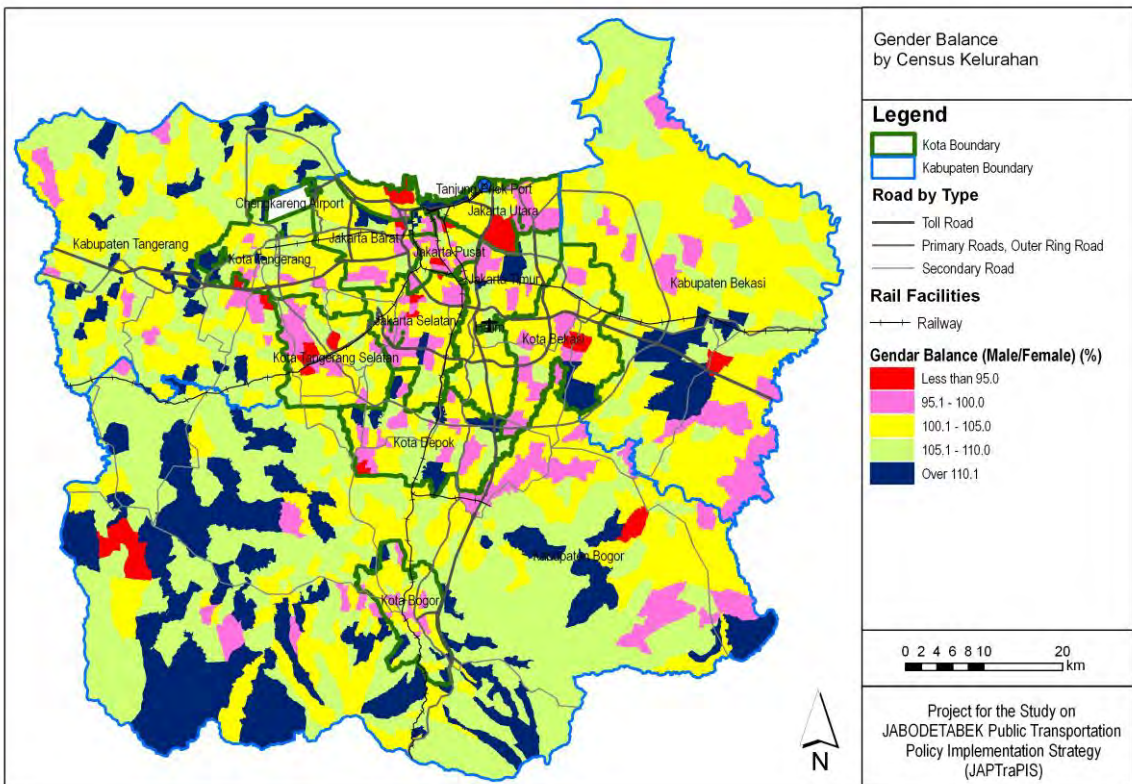 Gender Balance
by Census Kelurahan
Legend
Kota Boundary
Kabupaten Boundary
Road by Type
Toll Road
Primary Roads, Outer Ring Road
Secondary Road
Rail Facilities
Railway
Gendar Balance (Male/Female) (%)
Less than 95.0
95.1 - 100.0
100.1 - 105.0
105.1 - 110.0
Over 110.1
0 2 4 6 8 10 20
km
Project for the Study on
JABODETABEK Public Transportation
Policy Implementation Strategy
(JAPTraPIS)
N
Tanjung Priok Port
Chengkareng Airport
Jakarta Utara
Kabupaten Tangerang
Jakarta Barat
Kota Tangerang
Jakarta Pusat
Jakarta Timur
Kabupaten Bekasi
Jakarta Selatan
Kota Bekasi
Kota Tangerang Selatan
Kota Depok
Kabupaten Bogor
Kota Bogor